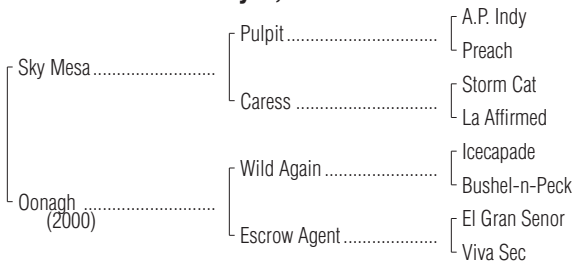 A.P. Indy
Pulpit
Preach
Sky Mesa
Storm Cat
Caress
La Affirmed
Icecapade
Wild Again
Bushel-n-Peck
Oonagh
(2000)
El Gran Senor
Escrow Agent
Viva Sec